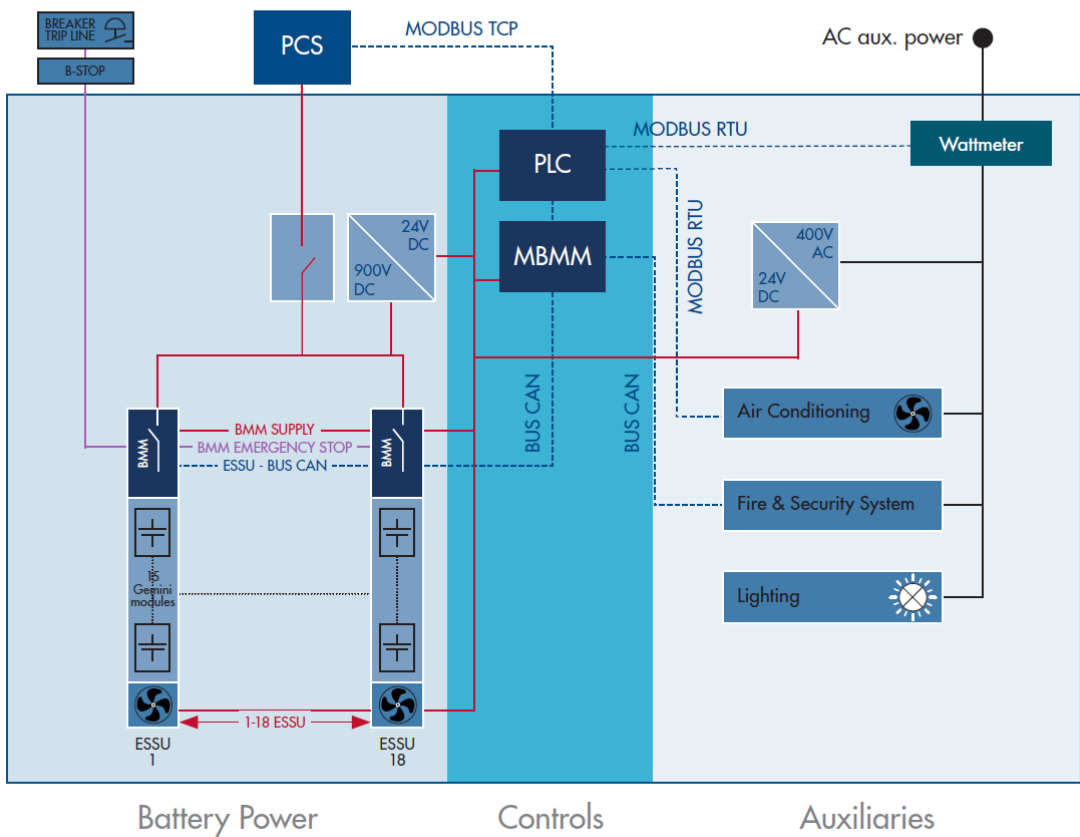 BREAKER
TRIP LINE
B-STOP
PCS
MODBUS TCP
AC aux. power
MODBUS RTU
Wattmeter
PLC
24V
DC
900V
DC
MBMM
MODBUS RTU
400V
AC
24V
DC
BUS CAN
BUS CAN
Air Conditioning
BMM
BMM SUPPLY
BMM EMERGENCY STOP
ESSU - BUS CAN
BMM
Fire & Security System
15
Gemini
modules
Lighting
1-18 ESSU
ESSU
1
ESSU
18
Battery Power
Controls
Auxiliaries